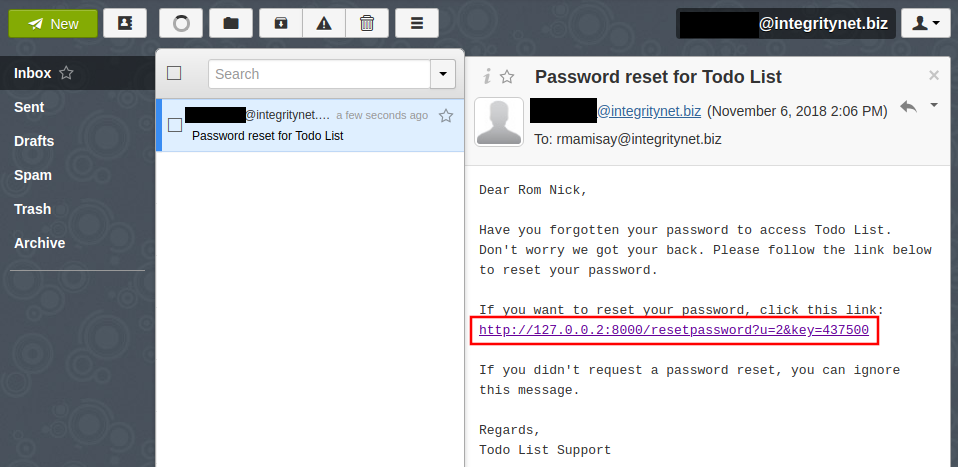 New
@integritynet.biz
Inbox
Sent
Drafts
Spam
Trash
Archive
Search
@integritynet.... a few seconds ago
Password reset for Todo List
Password reset for Todo List
@integritynet.biz (November 6, 2018 2:06 PM)
To: rmamisay@integritynet.biz
Dear Rom Nick,
Have you forgotten your password to access Todo List.
Don't worry we got your back. Please follow the link below
to reset your password.
If you want to reset your password, click this link:
http://127.0.0.2:8000/resetpassword?u=2&key=437500
If you didn't request a password reset, you can ignore
this message.
Regards,
Todo List Support